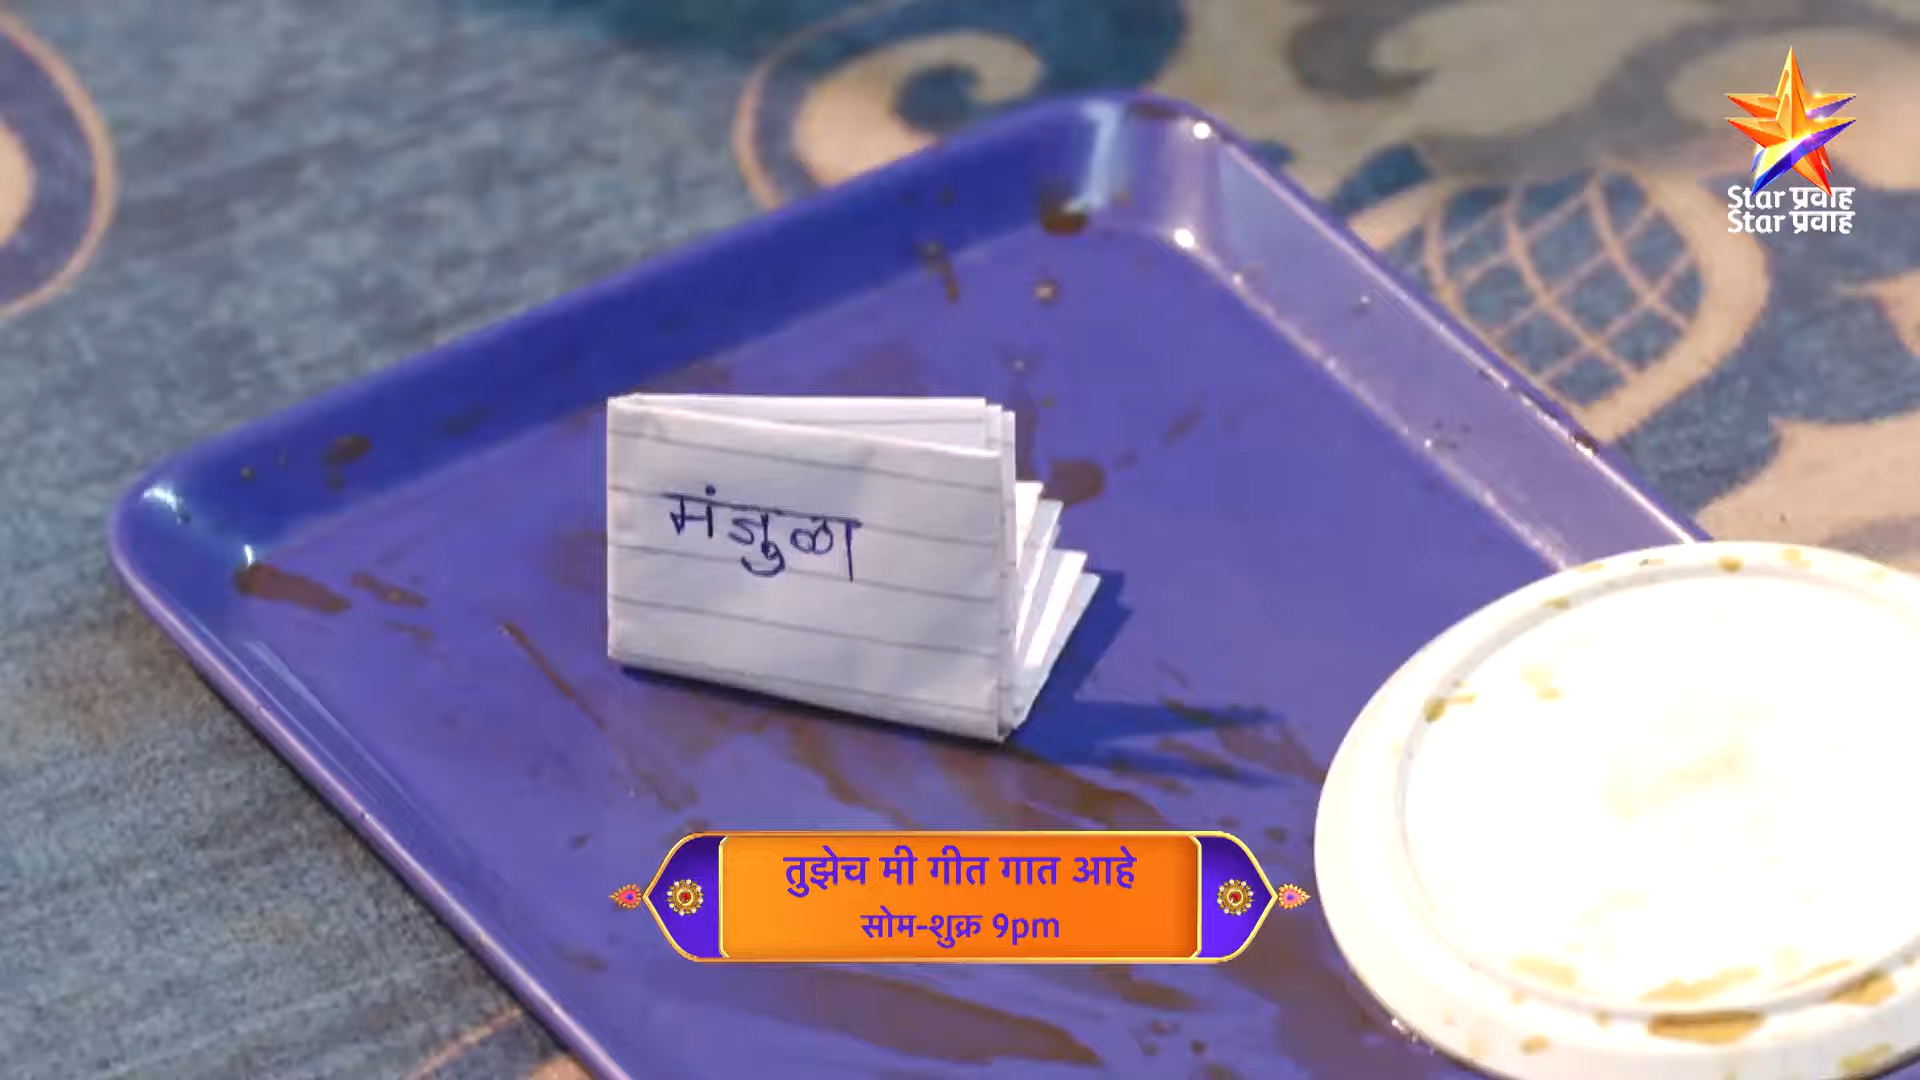 Star प्रवाह
Star प्रवाह
मंजुळा
तुझेच मी गीत गात आहे
सोम-शुक्र 9pm